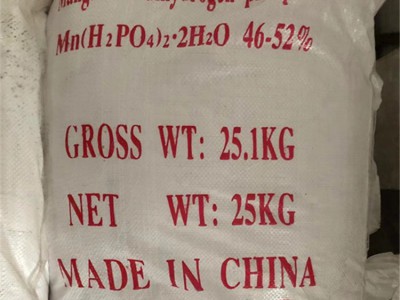 Mn(H2PO4)2·2H2O 46-52%
GROSS WT: 25.1KG
NET WT: 25KG
MADE IN CHINA